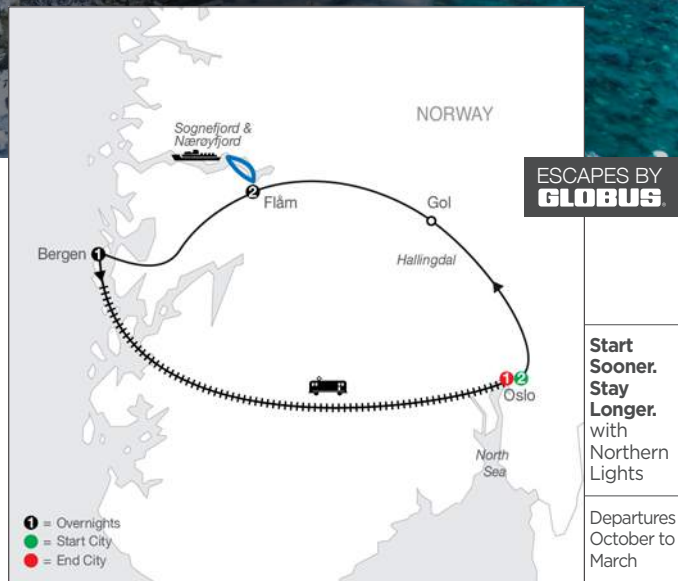 NORWAY
Sognefjord &
Nærøyfjord
2
Flåm
Gol
ESCAPES BY
GLOBUS.
Bergen
1
Hallingdal
1
2
Oslo
North
Sea
1 = Overnights
= Start City
= End City
Start
Sooner.
Stay
Longer.
with
Northern
Lights
Departures
October to
March